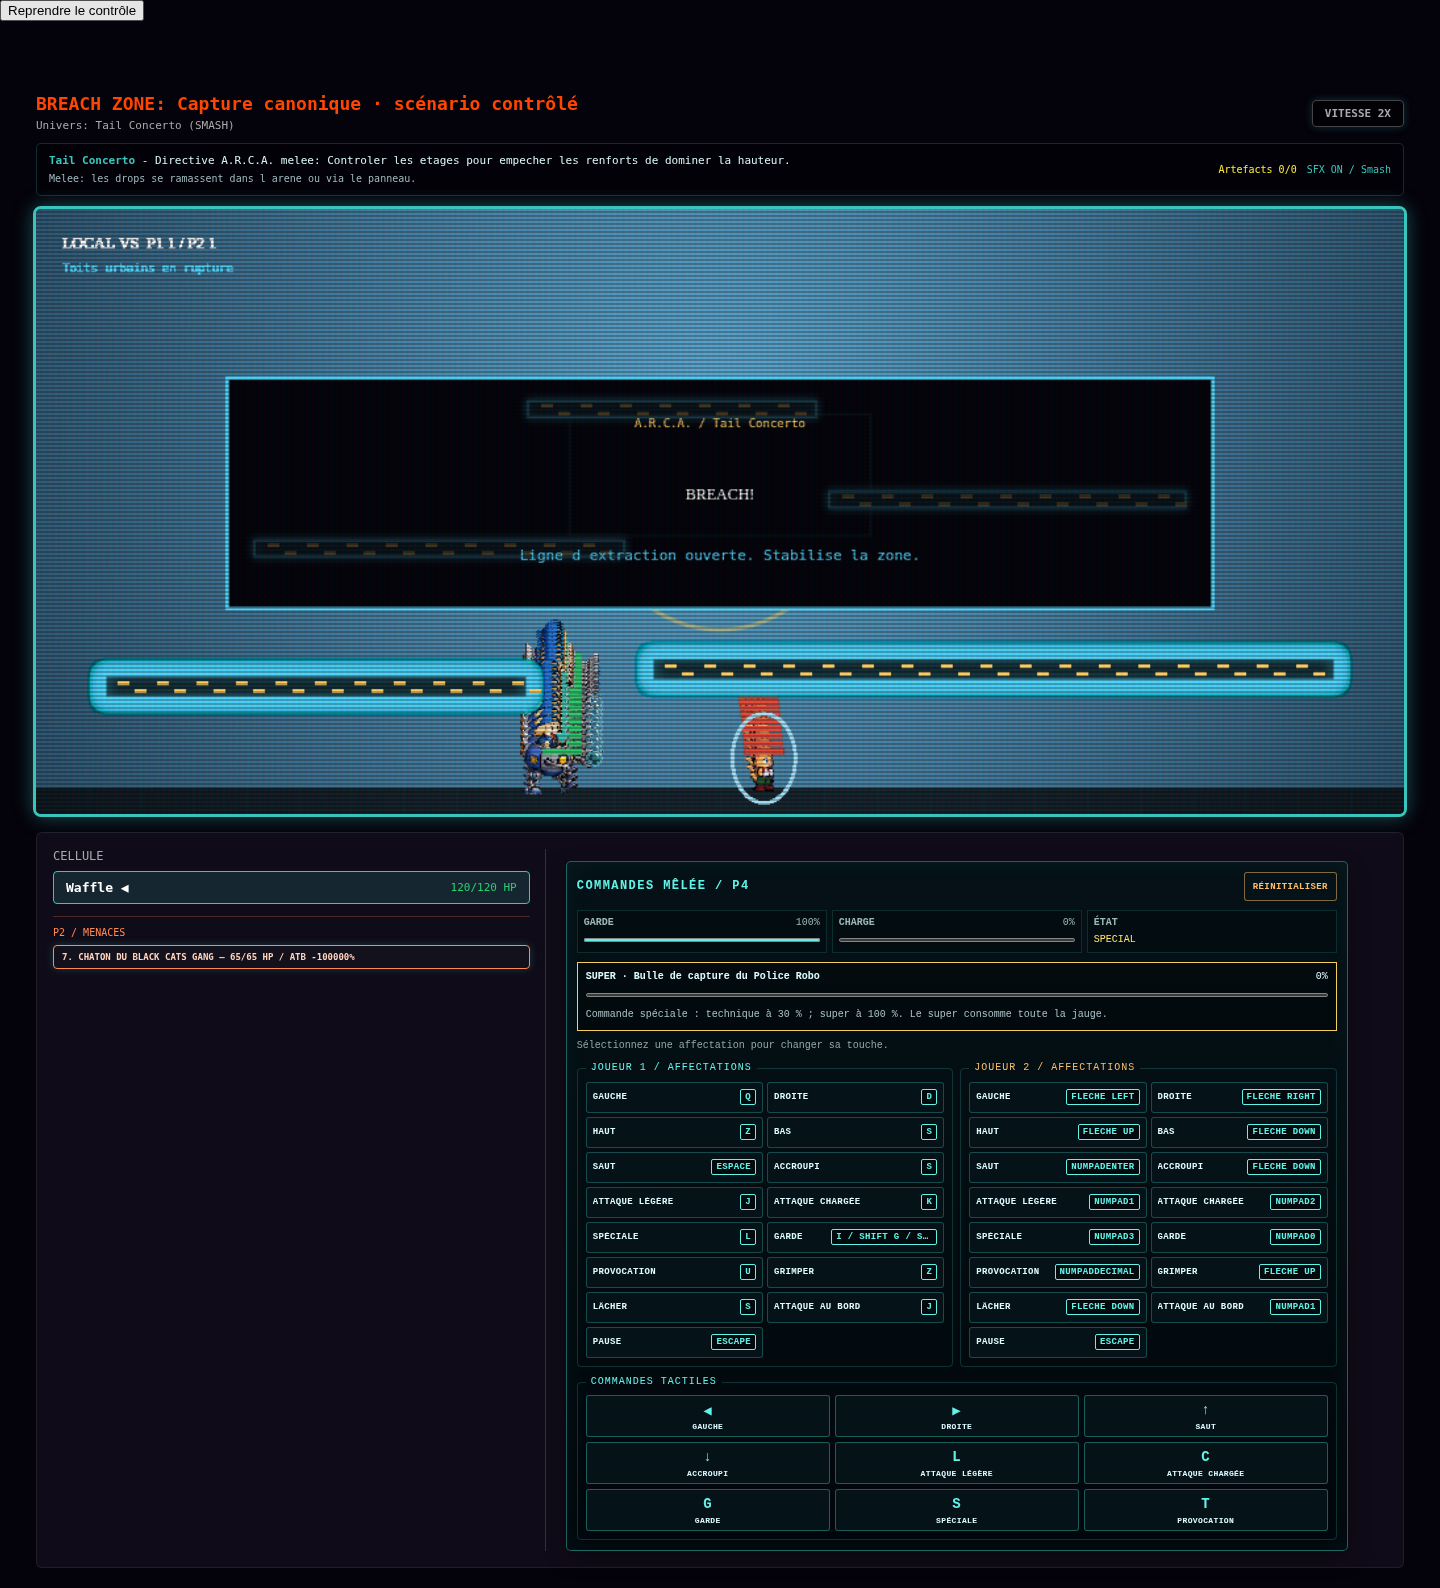 Reprendre le contrôle
BREACH ZONE: Capture canonique · scénario contrôlé
Univers: Tail Concerto (SMASH)
VITESSE 2X
Tail Concerto - Directive A.R.C.A. melee: Controler les etages pour empecher les renforts de dominer la hauteur.
Melee: les drops se ramassent dans l arene ou via le panneau.
Artefacts 0/0 SFX ON / Smash
LOCAL VS P1 1 / P2 1
Toits urbains en rupture
A.R.C.A. / Tail Concerto
BREACH!
Ligne d extraction ouverte. Stabilise la zone.
CELLULE
Waffle ◀ 120/120 HP
P2 / MENACES
7. CHATON DU BLACK CATS GANG — 65/65 HP / ATB -100000%
COMMANDES MÊLÉE / P4
RÉINITIALISER
GARDE 100%
CHARGE 0%
ÉTAT
SPECIAL
SUPER · Bulle de capture du Police Robo 0%
Commande spéciale : technique à 30 % ; super à 100 %. Le super consomme toute la jauge.
Sélectionnez une affectation pour changer sa touche.
JOUEUR 1 / AFFECTATIONS
GAUCHE Q
DROITE D
HAUT Z
BAS S
SAUT ESPACE
ACCROUPI S
ATTAQUE LÉGÈRE J
ATTAQUE CHARGÉE K
SPÉCIALE L
GARDE I / SHIFT G / S…
PROVOCATION U
GRIMPER Z
LÂCHER S
ATTAQUE AU BORD J
PAUSE ESCAPE
JOUEUR 2 / AFFECTATIONS
GAUCHE FLECHE LEFT
DROITE FLECHE RIGHT
HAUT FLECHE UP
BAS FLECHE DOWN
SAUT NUMPADENTER
ACCROUPI FLECHE DOWN
ATTAQUE LÉGÈRE NUMPAD1
ATTAQUE CHARGÉE NUMPAD2
SPÉCIALE NUMPAD3
GARDE NUMPAD0
PROVOCATION NUMPADDECIMAL
GRIMPER FLECHE UP
LÂCHER FLECHE DOWN
ATTAQUE AU BORD NUMPAD1
PAUSE ESCAPE
COMMANDES TACTILES
◀
GAUCHE
▶
DROITE
↑
SAUT
↓
ACCROUPI
L
ATTAQUE LÉGÈRE
C
ATTAQUE CHARGÉE
G
GARDE
S
SPÉCIALE
T
PROVOCATION